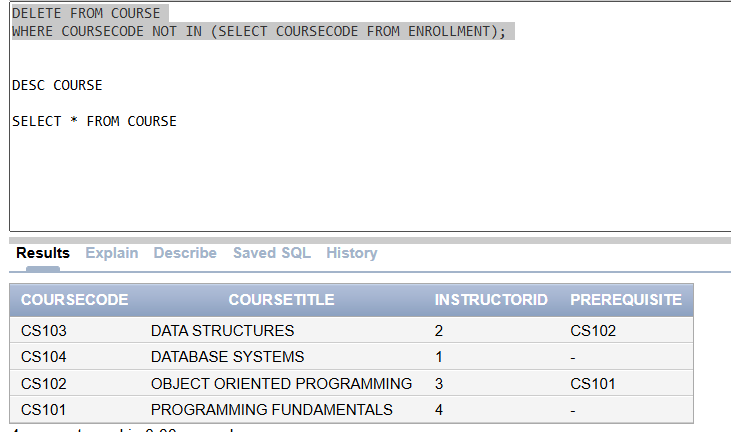 DELETE FROM COURSE
WHERE COURSECODE NOT IN (SELECT COURSECODE FROM ENROLLMENT);
DESC COURSE
SELECT * FROM COURSE
Results Explain Describe Saved SQL History
COURSECODE COURSETITLE INSTRUCTORID PREREQUISITE
CS103 DATA STRUCTURES 2 CS102
CS104 DATABASE SYSTEMS 1 -
CS102 OBJECT ORIENTED PROGRAMMING 3 CS101
CS101 PROGRAMMING FUNDAMENTALS 4 -